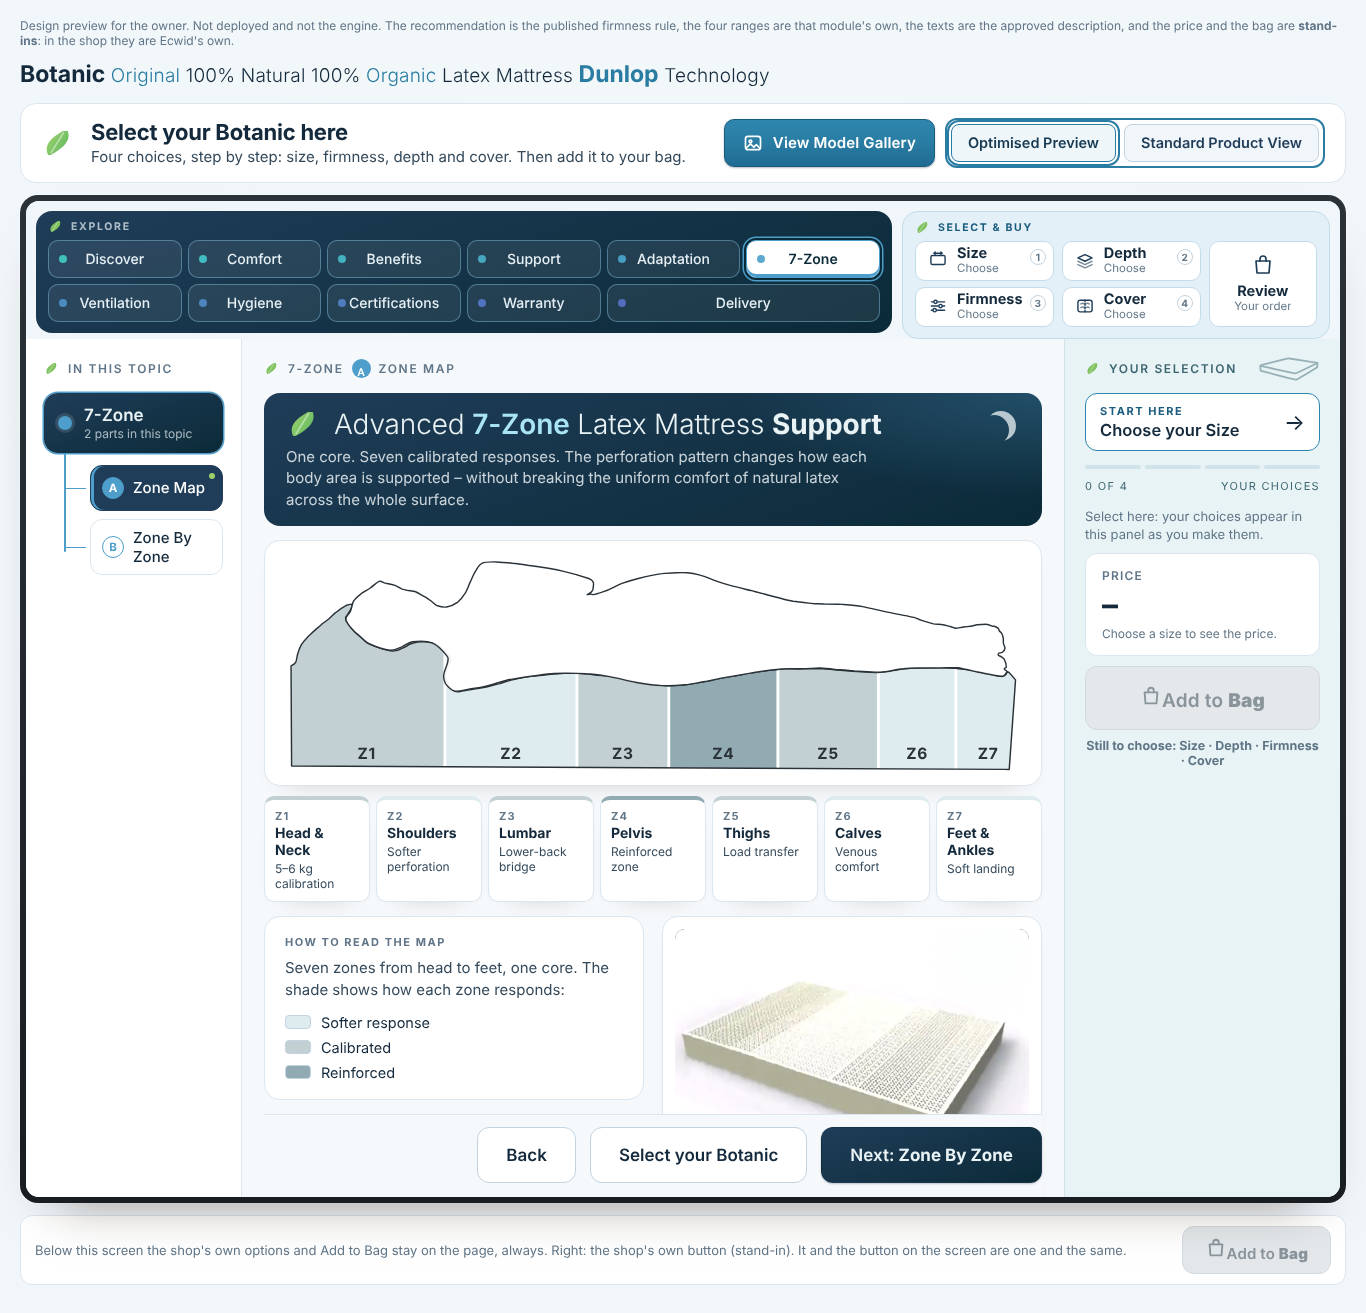 Design preview for the owner. Not deployed and not the engine. The recommendation is the published firmness rule, the four ranges are that module's own, the texts are the approved description, and the price and the bag are stand-
ins: in the shop they are Ecwid's own.
Botanic Original 100% Natural 100% Organic Latex Mattress Dunlop Technology
Select your Botanic here
Four choices, step by step: size, firmness, depth and cover. Then add it to your bag.
View Model Gallery
Optimised Preview
Standard Product View
EXPLORE
Discover
Comfort
Benefits
Support
Adaptation
7-Zone
Ventilation
Hygiene
Certifications
Warranty
Delivery
SELECT & BUY
Size
Choose
1
Depth
Choose
2
Firmness
Choose
3
Cover
Choose
4
Review
Your order
IN THIS TOPIC
7-Zone
2 parts in this topic
A
Zone Map
B
Zone By
Zone
7-ZONE A ZONE MAP
Advanced 7-Zone Latex Mattress Support
One core. Seven calibrated responses. The perforation pattern changes how each
body area is supported – without breaking the uniform comfort of natural latex
across the whole surface.
Z1
Z2
Z3
Z4
Z5
Z6
Z7
Z1
Head &
Neck
5–6 kg
calibration
Z2
Shoulders
Softer
perforation
Z3
Lumbar
Lower-back
bridge
Z4
Pelvis
Reinforced
zone
Z5
Thighs
Load transfer
Z6
Calves
Venous
comfort
Z7
Feet &
Ankles
Soft landing
HOW TO READ THE MAP
Seven zones from head to feet, one core. The
shade shows how each zone responds:
Softer response
Calibrated
Reinforced
Back
Select your Botanic
Next: Zone By Zone
YOUR SELECTION
START HERE
Choose your Size
0 OF 4
YOUR CHOICES
Select here: your choices appear in
this panel as you make them.
PRICE
–
Choose a size to see the price.
Add to Bag
Still to choose: Size · Depth · Firmness
· Cover
Below this screen the shop's own options and Add to Bag stay on the page, always. Right: the shop's own button (stand-in). It and the button on the screen are one and the same.
Add to Bag